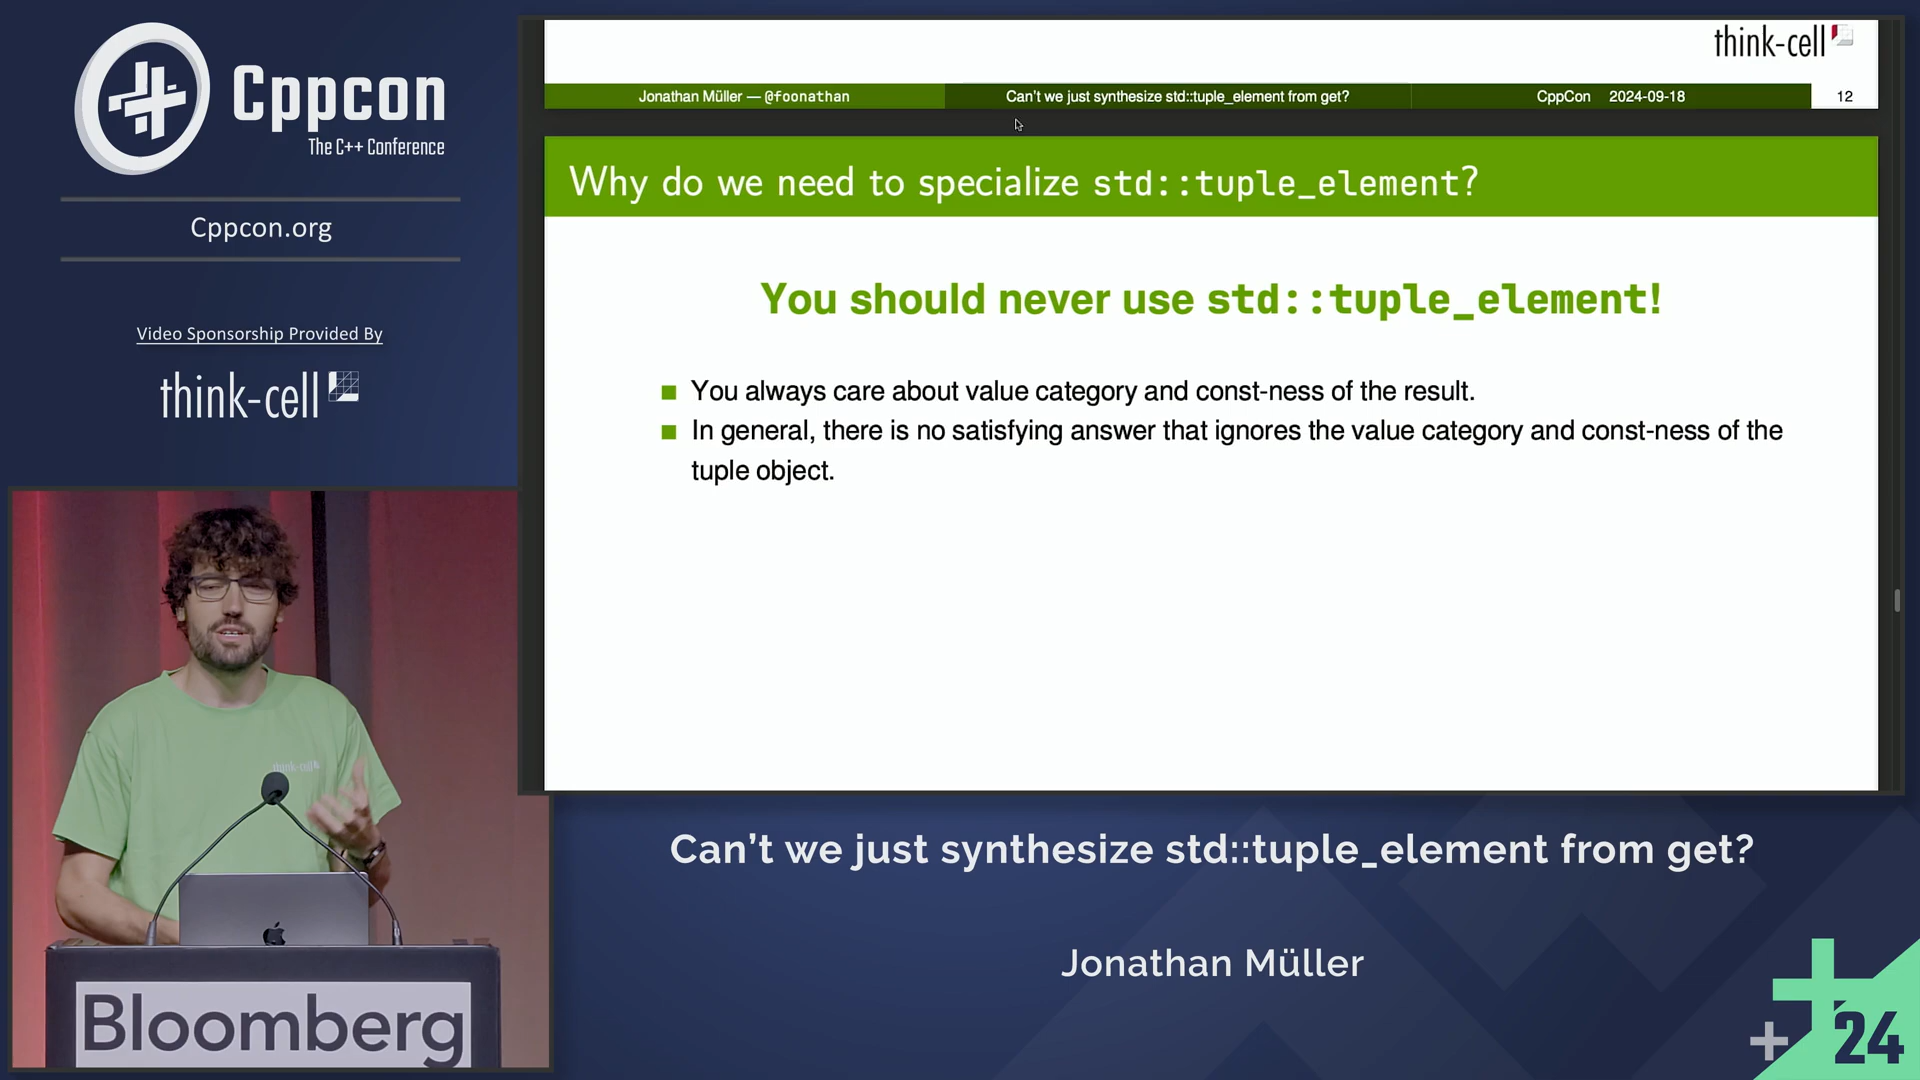 Cppcon
The C++ Conference
Cppcon.org
Video Sponsorship Provided By
think-cell
think-cell
Jonathan Müller — @foonathan
Can't we just synthesize std::tuple_element from get?
CppCon 2024-09-18
12
Why do we need to specialize std::tuple_element?
You should never use std::tuple_element!
You always care about value category and const-ness of the result.
In general, there is no satisfying answer that ignores the value category and const-ness of the
tuple object.
think-cell
Bloomberg
Can't we just synthesize std::tuple_element from get?
Jonathan Müller
24